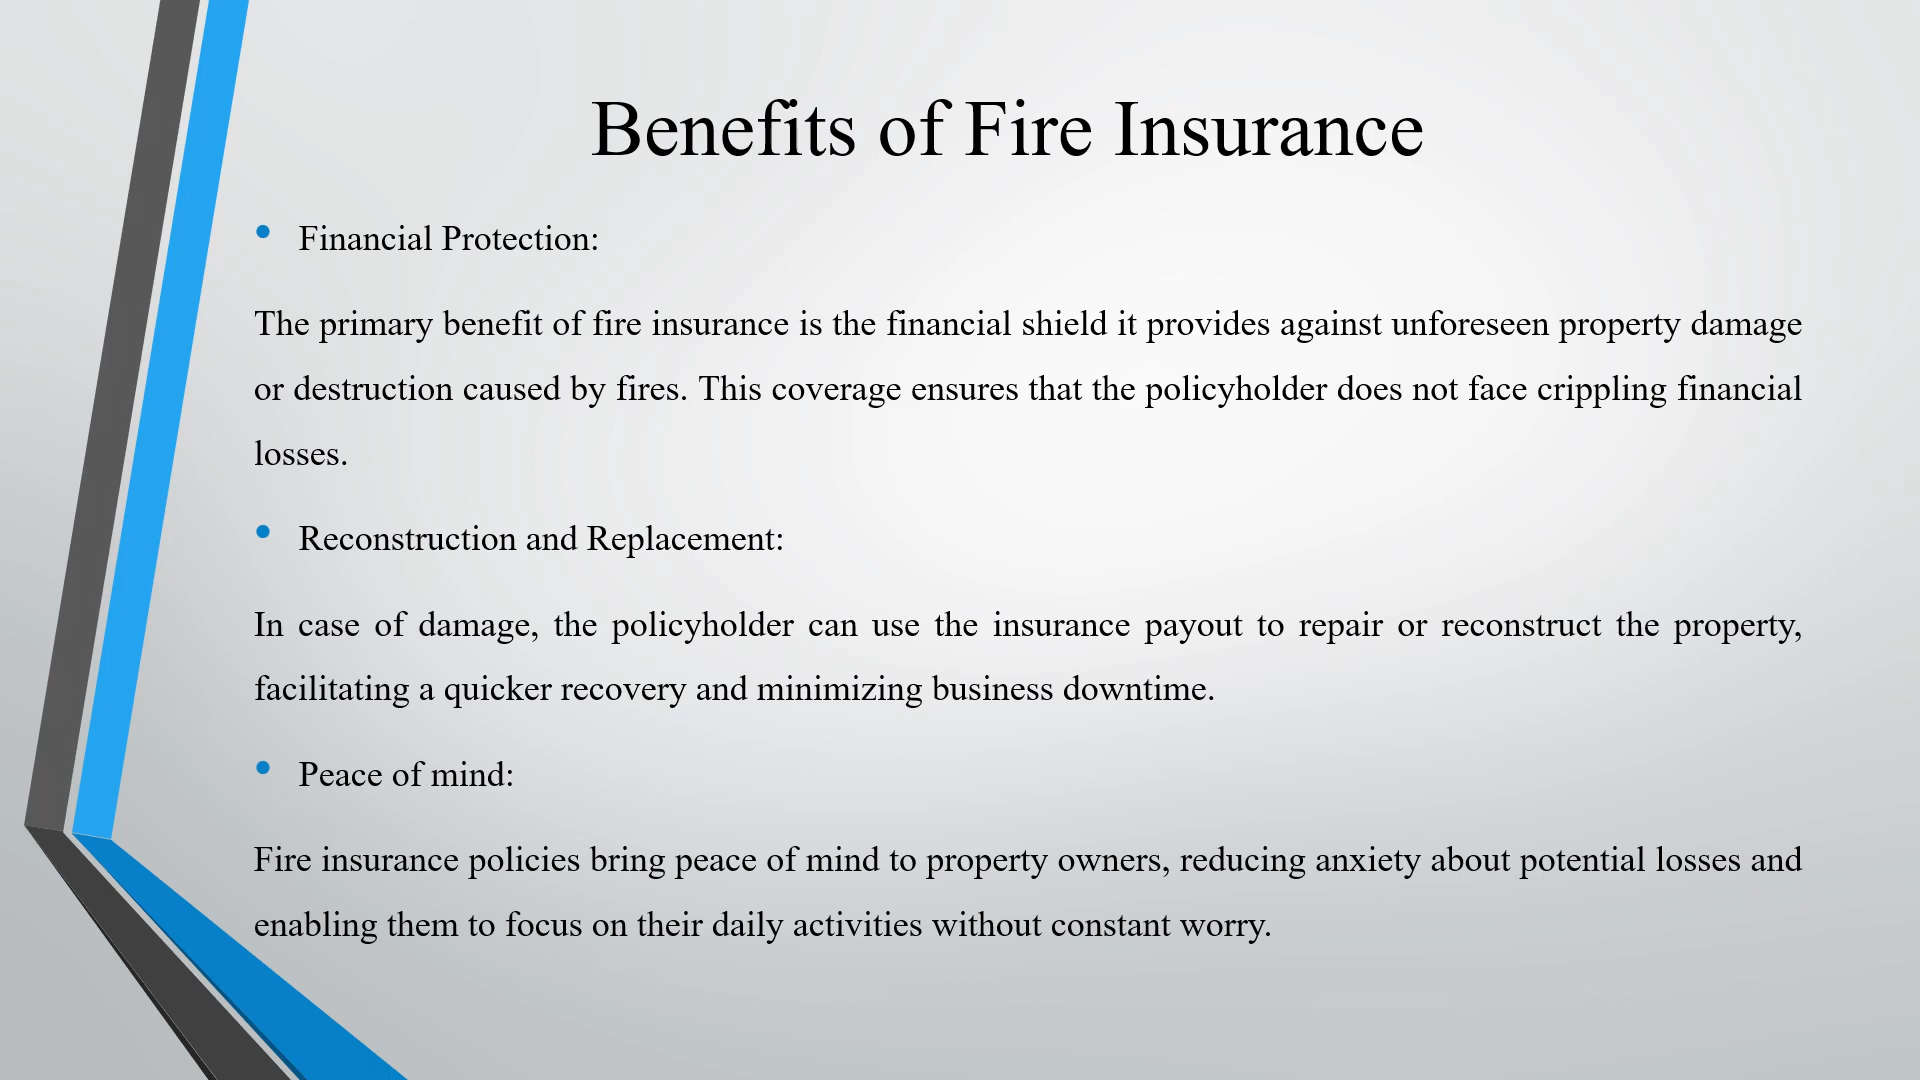 Benefits of Fire Insurance
• Financial Protection:
The primary benefit of fire insurance is the financial shield it provides against unforeseen property damage
or destruction caused by fires. This coverage ensures that the policyholder does not face crippling financial
losses.
• Reconstruction and Replacement:
In case of damage, the policyholder can use the insurance payout to repair or reconstruct the property,
facilitating a quicker recovery and minimizing business downtime.
• Peace of mind:
Fire insurance policies bring peace of mind to property owners, reducing anxiety about potential losses and
enabling them to focus on their daily activities without constant worry.